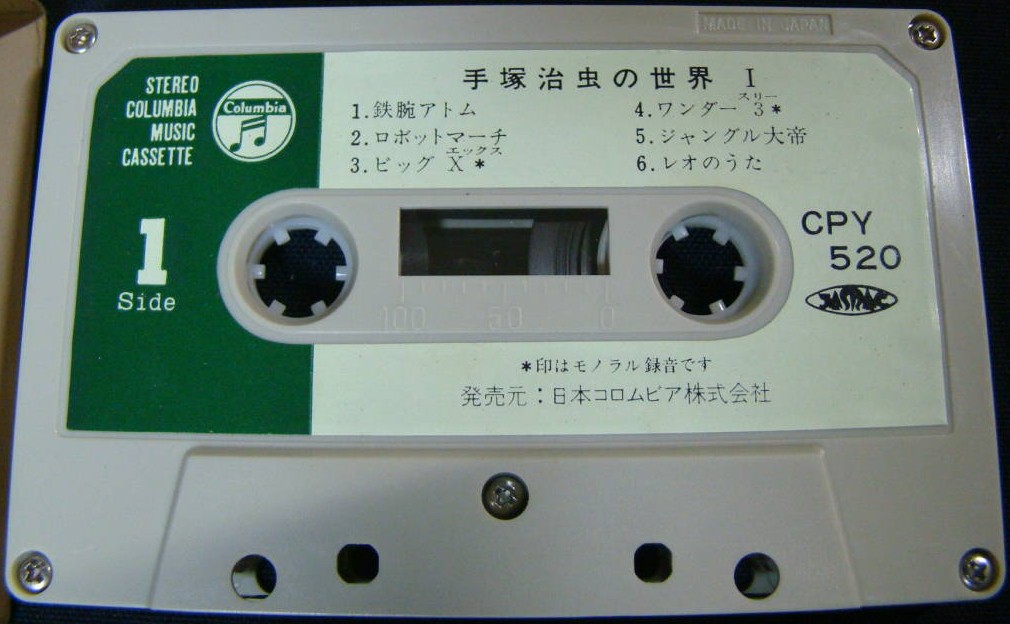 MADE IN JAPAN
STEREO
COLUMBIA
MUSIC
CASSETTE
Columbia
手塚治虫の世界 I
1.鉄腕アトム
2.ロボットマーチ
エックス
3.ビッグ X *
スリー
4.ワンダー 3 *
5.ジャングル大帝
6.レオのうた
1
Side
CPY
520
JASRAC
100 50 0
*印はモノラル録音です
発売元:日本コロムビア株式会社